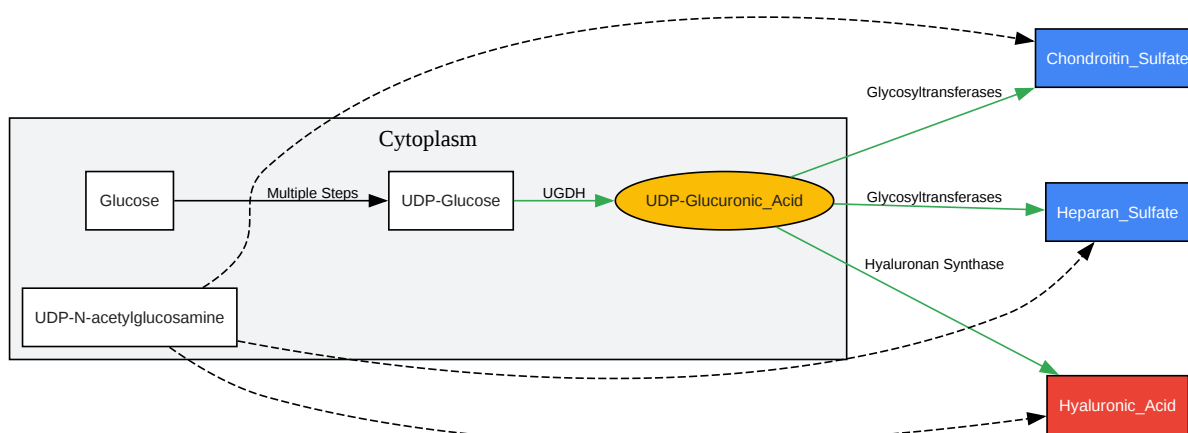 Chondroitin_Sulfate
Glycosyltransferases
Cytoplasm
Glucose
Multiple Steps
UDP-Glucose
UGDH
UDP-Glucuronic_Acid
Glycosyltransferases
Heparan_Sulfate
Hyaluronan Synthase
UDP-N-acetylglucosamine
Hyaluronic_Acid